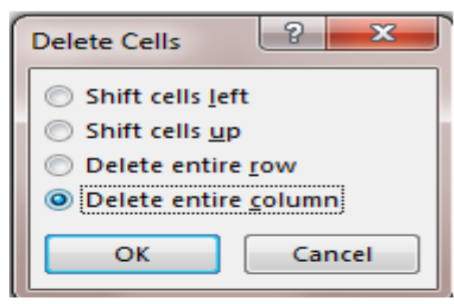 Delete Cells ?
Shift cells left
Shift cells up
Delete entire row
Delete entire column
OK Cancel